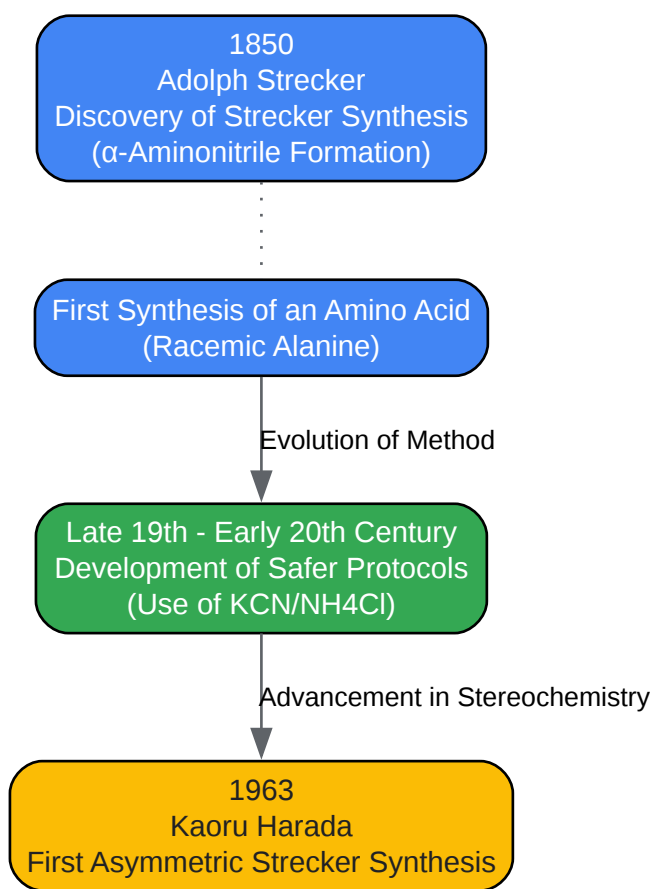 1850
Adolph Strecker
Discovery of Strecker Synthesis
(α-Aminonitrile Formation)
First Synthesis of an Amino Acid
(Racemic Alanine)
Evolution of Method
Late 19th - Early 20th Century
Development of Safer Protocols
(Use of KCN/NH4Cl)
Advancement in Stereochemistry
1963
Kaoru Harada
First Asymmetric Strecker Synthesis